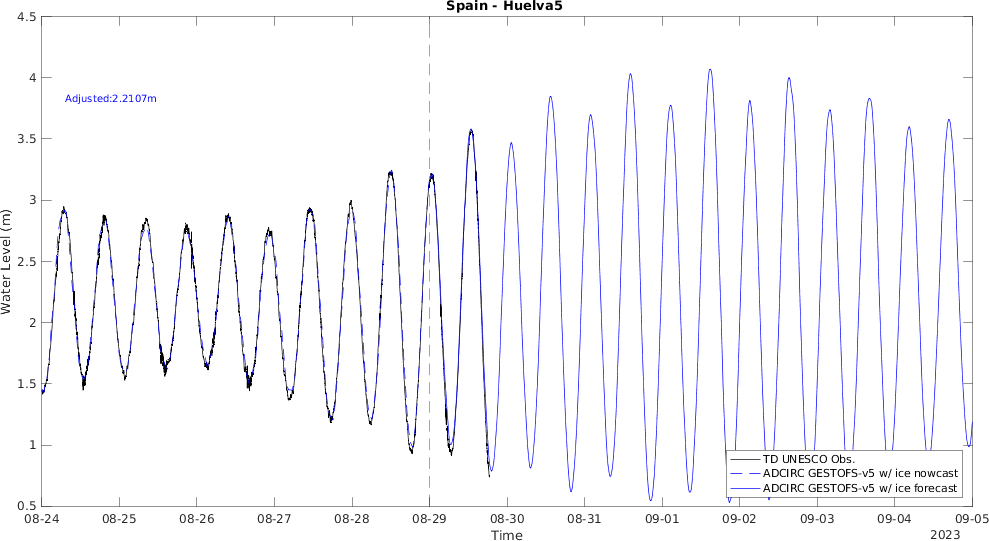 Spain - Huelva5
4.5
4
3.5
3
2.5
2
1.5
1
0.5
Water Level (m)
Adjusted:2.2107m
TD UNESCO Obs.
ADCIRC GESTOFS-v5 w/ ice nowcast
ADCIRC GESTOFS-v5 w/ ice forecast
08-24 08-25 08-26 08-27 08-28 08-29 08-30 08-31 09-01 09-02 09-03 09-04 09-05
Time
2023